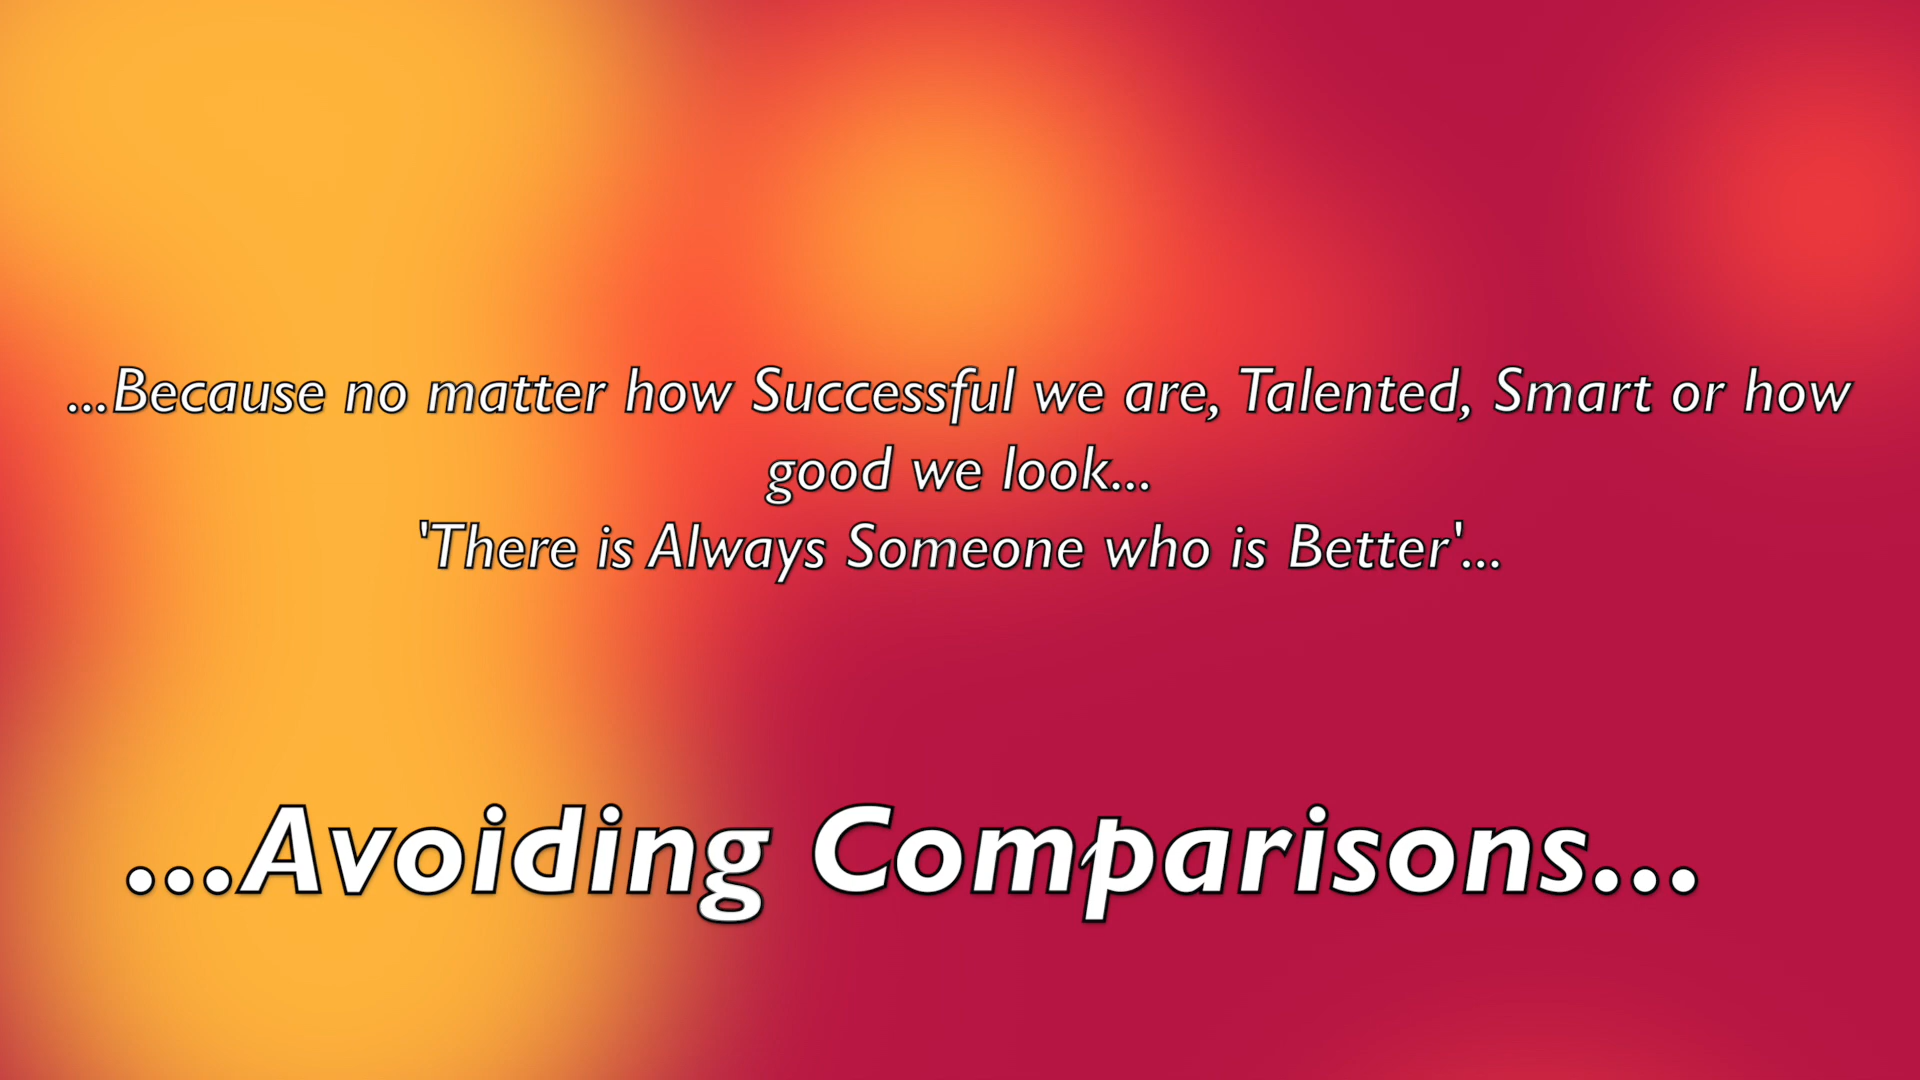 ...Because no matter how Successful we are, Talented, Smart or how
good we look...
'There is Always Someone who is Better'...
...Avoiding Comparisons...